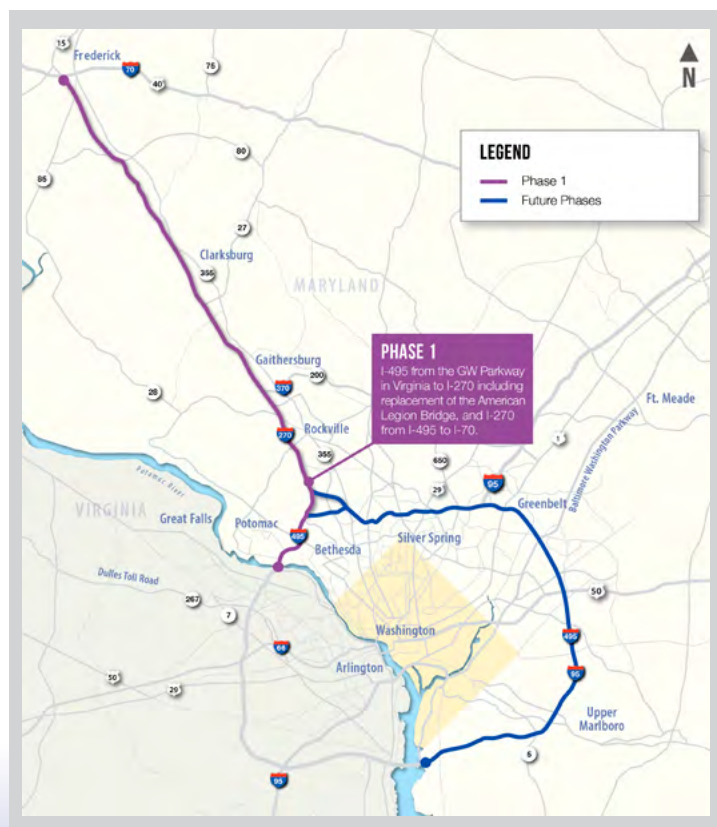 15
Frederick
70
75
40
N
LEGEND
Phase 1
Future Phases
85
80
27
Clarksburg
355
MARYLAND
PHASE 1
I-495 from the GW Parkway
in Virginia to I-270 including
replacement of the American
Legion Bridge, and I-270
from I-495 to I-70.
Gaithersburg
200
370
28
Ft. Meade
270
Rockville
355
650
1
Baltimore Washington Parkway
29
95
Potomac River
VIRGINIA
Great Falls
Potomac
495
Greenbelt
Silver Spring
Bethesda
Dulles Toll Road
267
7
50
Washington
495
66
Arlington
95
50
29
Upper
Marlboro
5
95